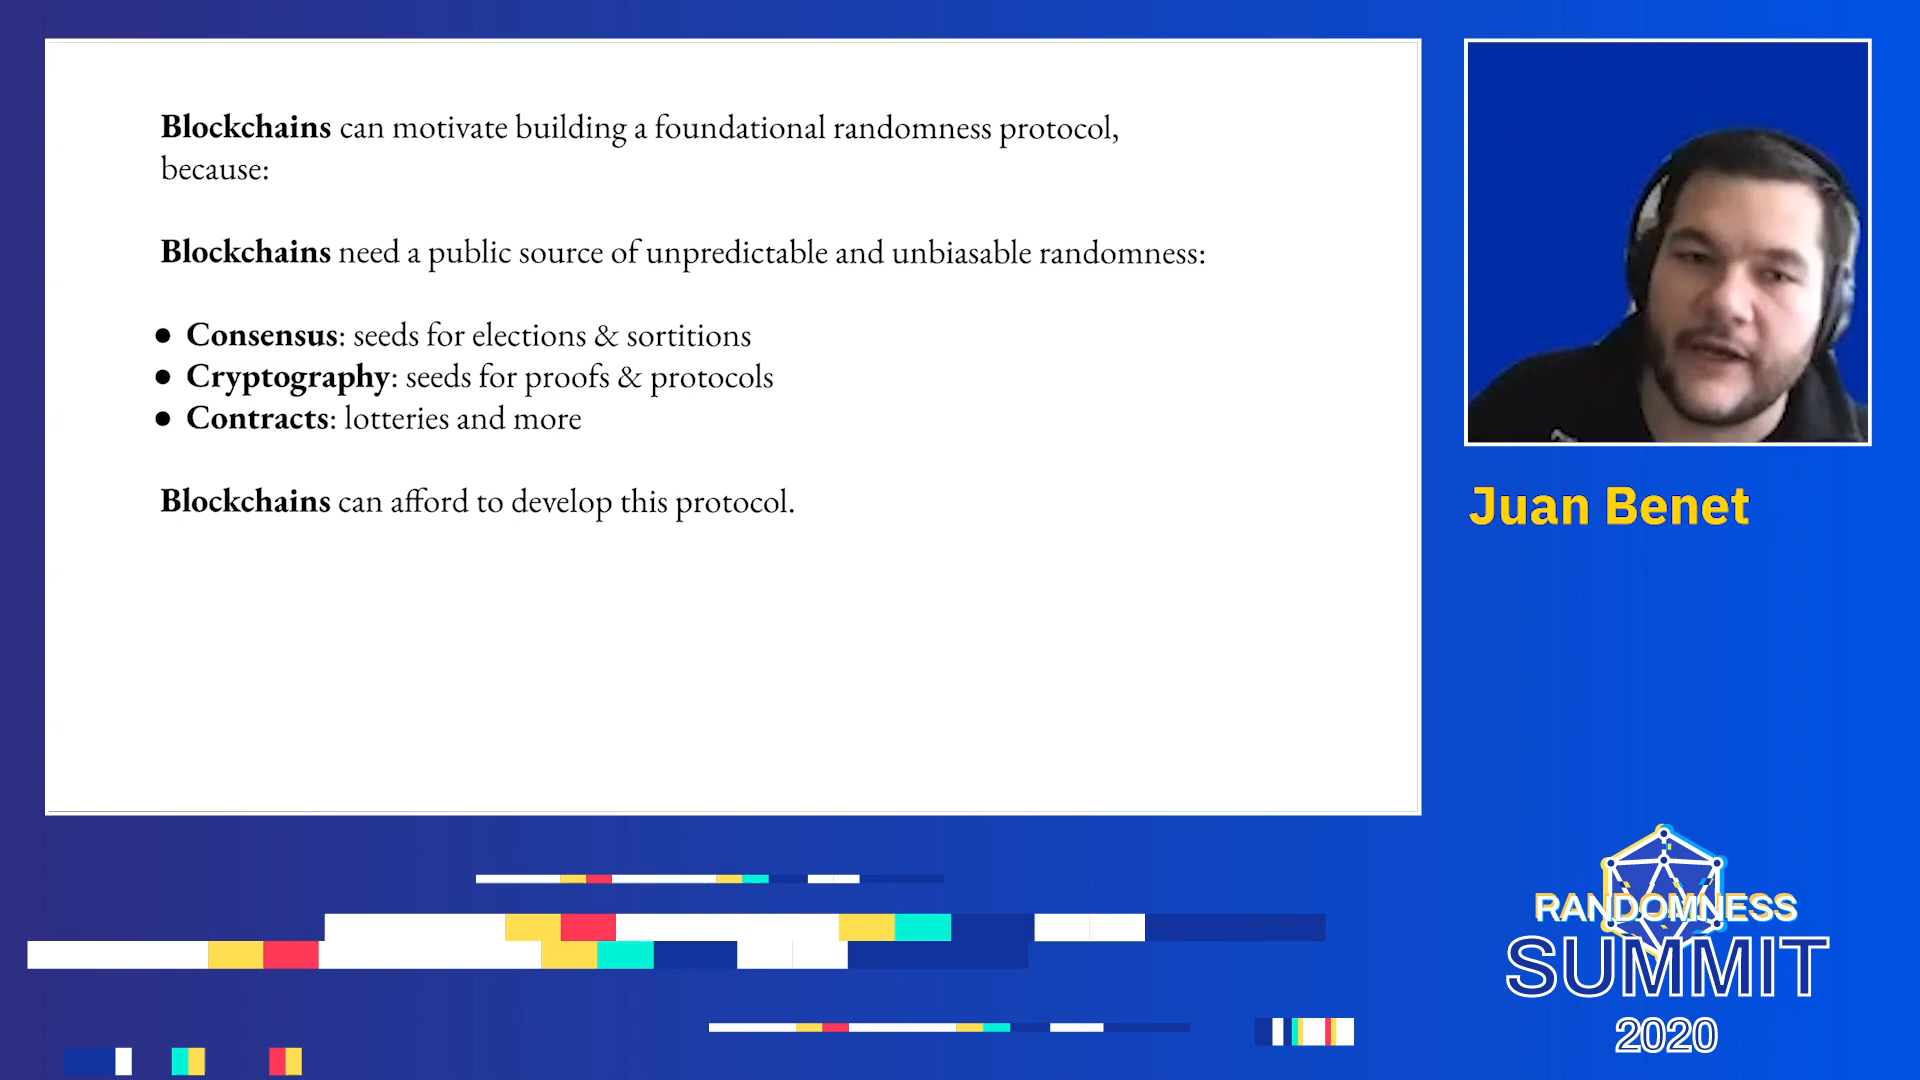 Blockchains can motivate building a foundational randomness protocol,
because:
Blockchains need a public source of unpredictable and unbiasable randomness:
● Consensus: seeds for elections & sortitions
● Cryptography: seeds for proofs & protocols
● Contracts: lotteries and more
Blockchains can afford to develop this protocol.
Juan Benet
RANDOMNESS
SUMMIT
2020